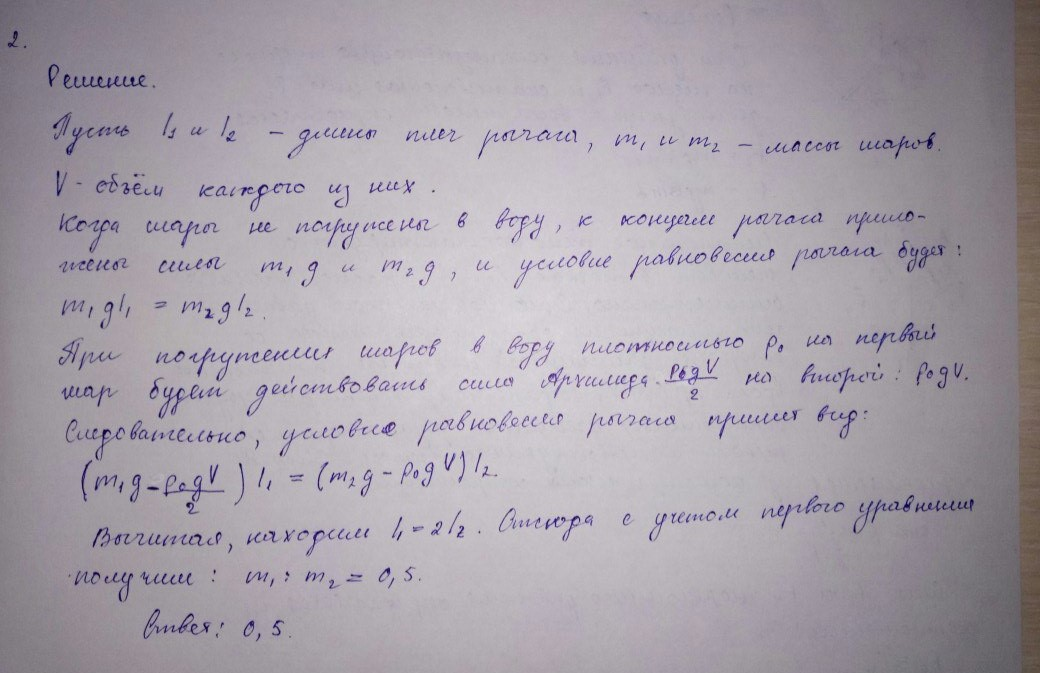 2.
Решение.
Пусть l₁ и l₂ – длины плеч рычага, m₁ и m₂ – массы шаров.
V - объём каждого из них.
Когда шары не погружены в воду, к концам рычага прило-
жены силы m₁g и m₂g, и условие равновесия рычага будет:
m₁gl₁ = m₂gl₂.
При погружении шаров в воду плотностью ρ₀ на первый
шар будет действовать сила Архимеда ρ₀gV/2 на второй: ρ₀gV.
Следовательно, условие равновесия рычага примет вид:
(m₁g - ρ₀gV/2) l₁ = (m₂g - ρ₀gV) l₂
Вычитая, находим l₁ = 2l₂. Отсюда с учетом первого уравнения
получим: m₁ : m₂ = 0,5.
Ответ: 0,5.